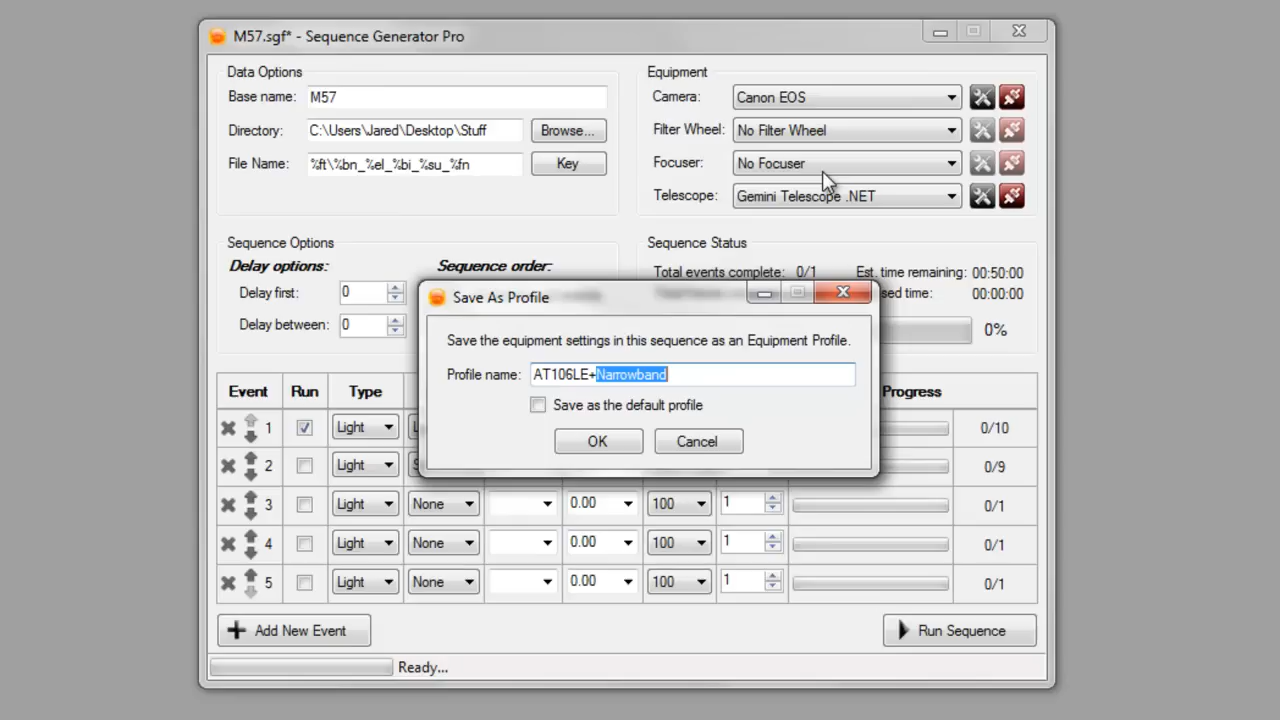 M57.sgf* - Sequence Generator Pro
Data Options
Base name: M57
Directory: C:\Users\Jared\Desktop\Stuff Browse...
File Name: %ft\%bn_%el_%bi_%su_%fn Key
Equipment
Camera: Canon EOS
Filter Wheel: No Filter Wheel
Focuser: No Focuser
Telescope: Gemini Telescope .NET
Sequence Options
Delay options: Sequence order:
Delay first: 0
Delay between: 0
Sequence Status
Total events complete: 0/1 Est. time remaining: 00:50:00
sed time: 00:00:00
0%
Save As Profile
Save the equipment settings in this sequence as an Equipment Profile.
Profile name: AT106LE+Narrowband
Save as the default profile
OK Cancel
Event Run Type Progress
1 Light 0/10
2 Light 0/9
3 Light None 0.00 100 1 0/1
4 Light None 0.00 100 1 0/1
5 Light None 0.00 100 1 0/1
Add New Event Run Sequence
Ready...